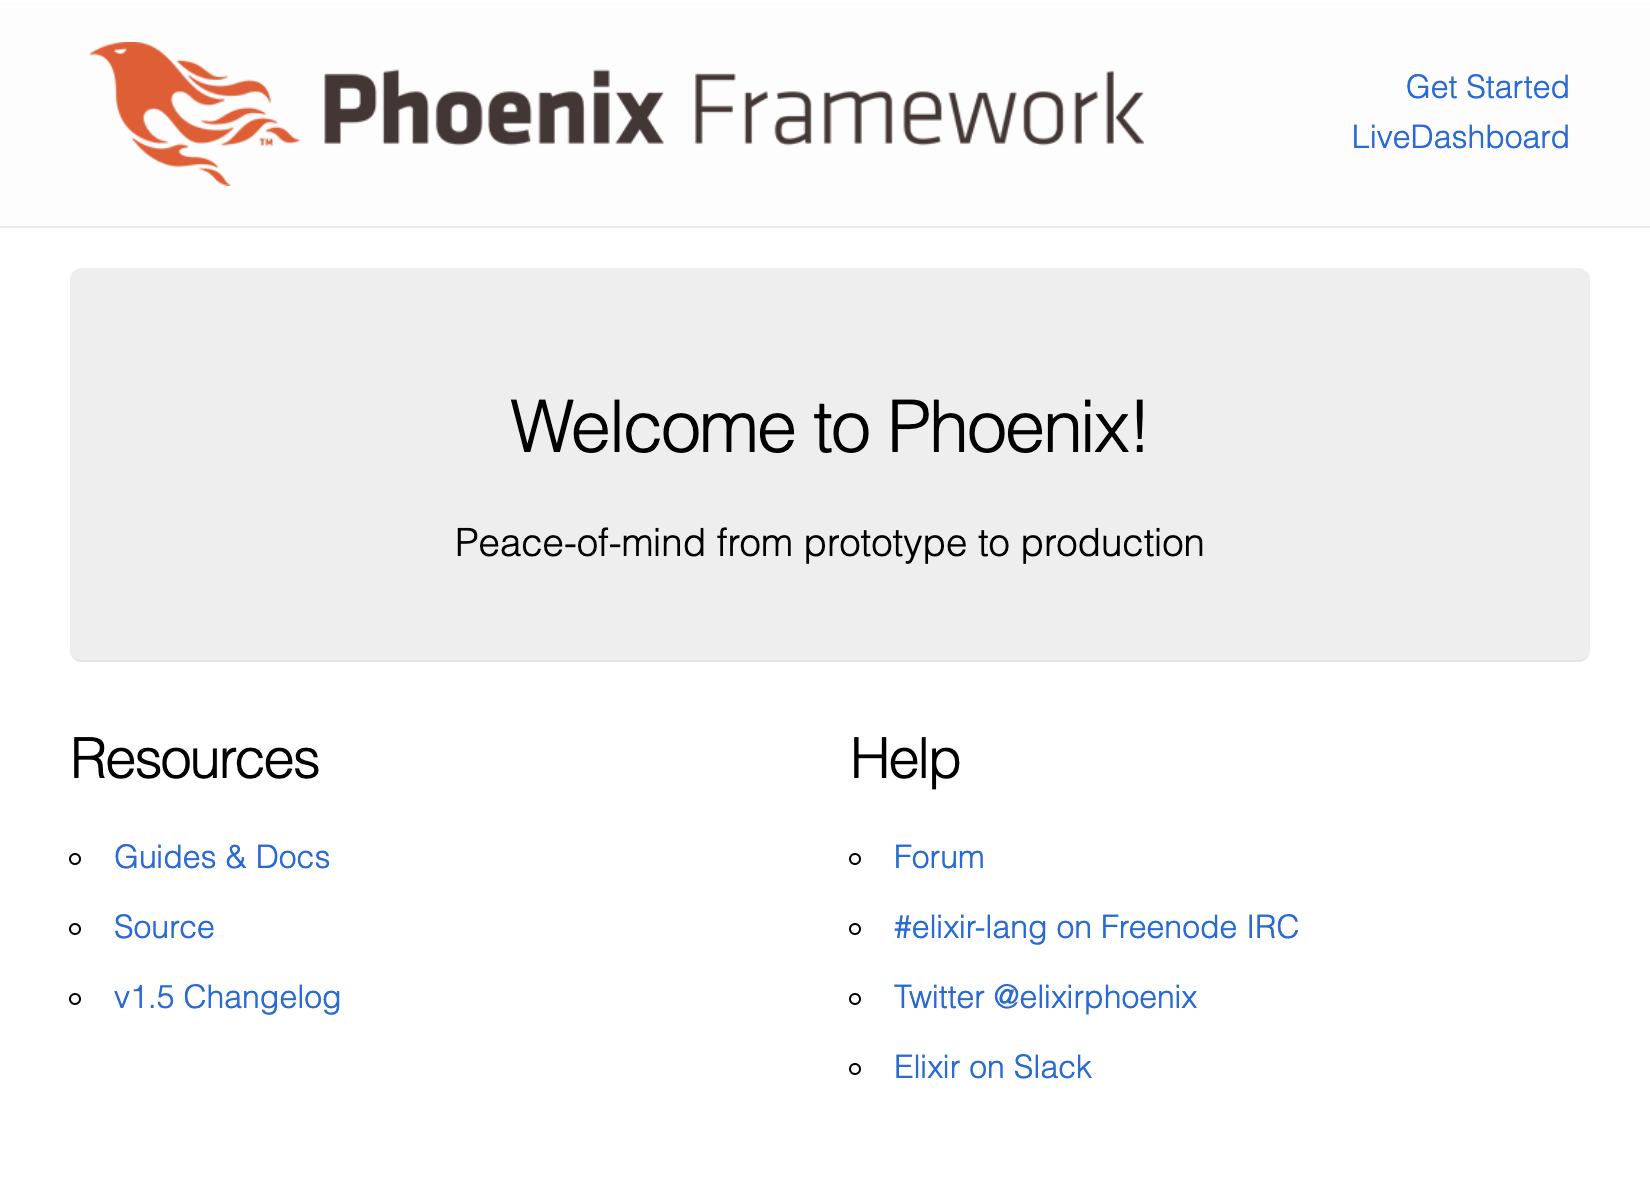 Phoenix Framework
™
Get Started
LiveDashboard
Welcome to Phoenix!
Peace-of-mind from prototype to production
Resources
Guides & Docs
Source
v1.5 Changelog
Help
Forum
#elixir-lang on Freenode IRC
Twitter @elixirphoenix
Elixir on Slack